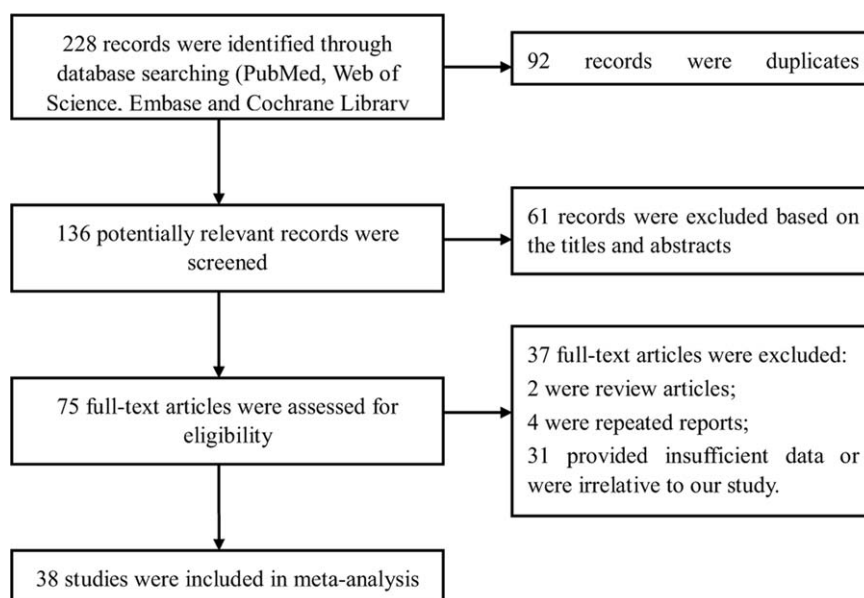 228 records were identified through
database searching (PubMed, Web of
Science, Embase and Cochrane Library
92 records were duplicates
136 potentially relevant records were
screened
61 records were excluded based on
the titles and abstracts
75 full-text articles were assessed for
eligibility
37 full-text articles were excluded:
2 were review articles;
4 were repeated reports;
31 provided insufficient data or
were irrelative to our study.
38 studies were included in meta-analysis